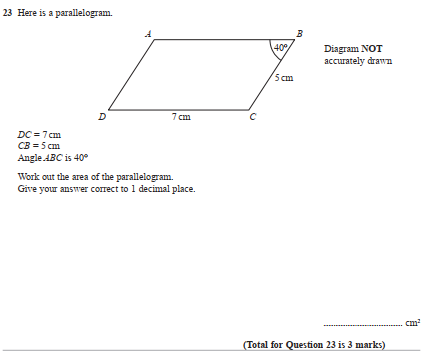 23 Here is a parallelogram.
A
B
40°
Diagram NOT
accurately drawn
5 cm
D
7 cm
C
DC = 7 cm
CB = 5 cm
Angle ABC is 40°
Work out the area of the parallelogram.
Give your answer correct to 1 decimal place.
.............................. cm²
(Total for Question 23 is 3 marks)